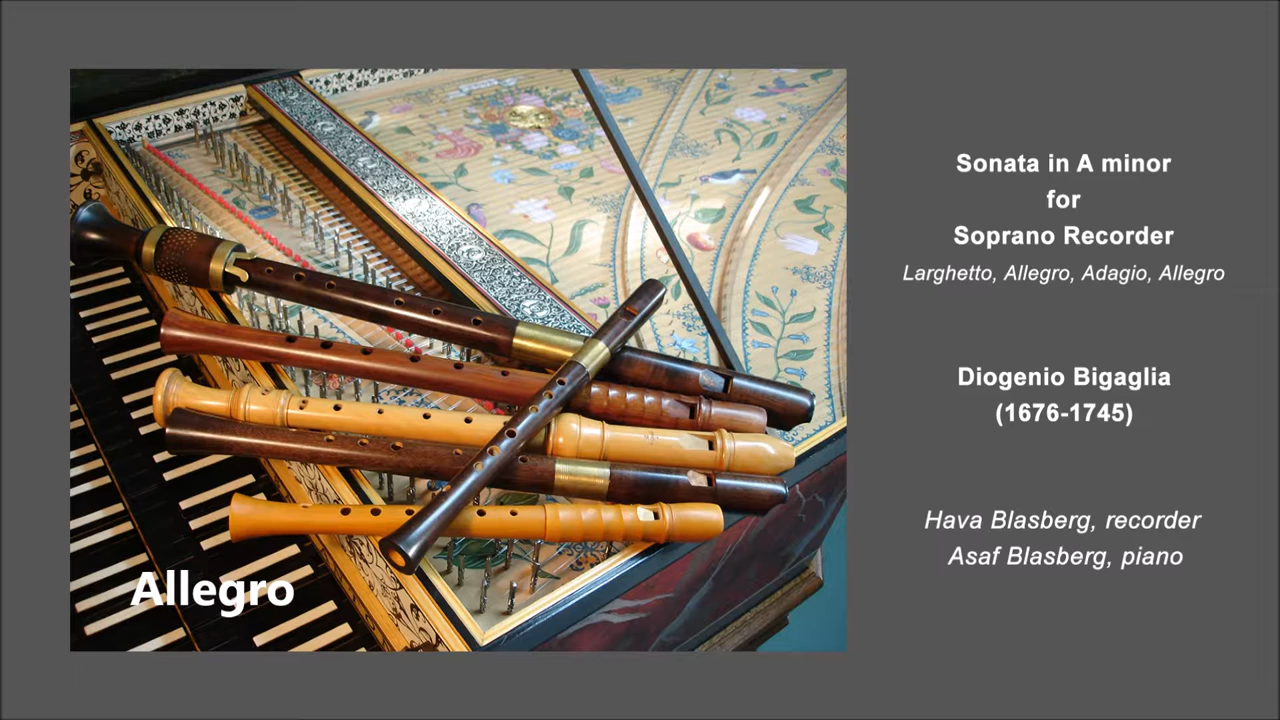 Sonata in A minor
for
Soprano Recorder
Larghetto, Allegro, Adagio, Allegro
Diogenio Bigaglia
(1676-1745)
Hava Blasberg, recorder
Asaf Blasberg, piano
Allegro